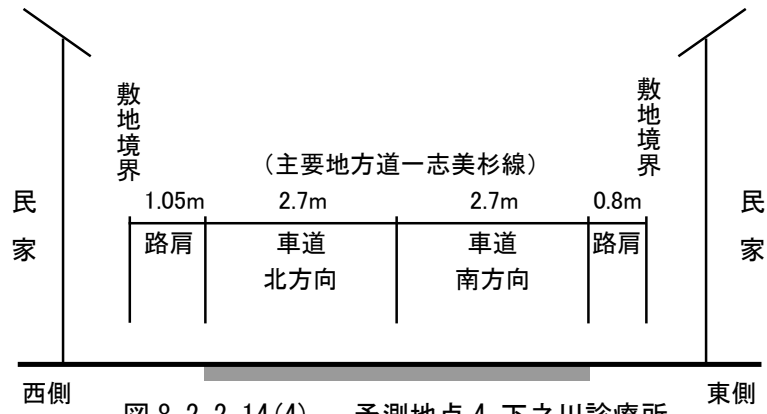 敷地境界
敷地境界
(主要地方道一志美杉線)
1.05m 2.7m 2.7m 0.8m
民家
路肩
車道
北方向
車道
南方向
路肩
民家
西側
東側
図 8.2.2.14(4) 予測地点 4 下之川診療所